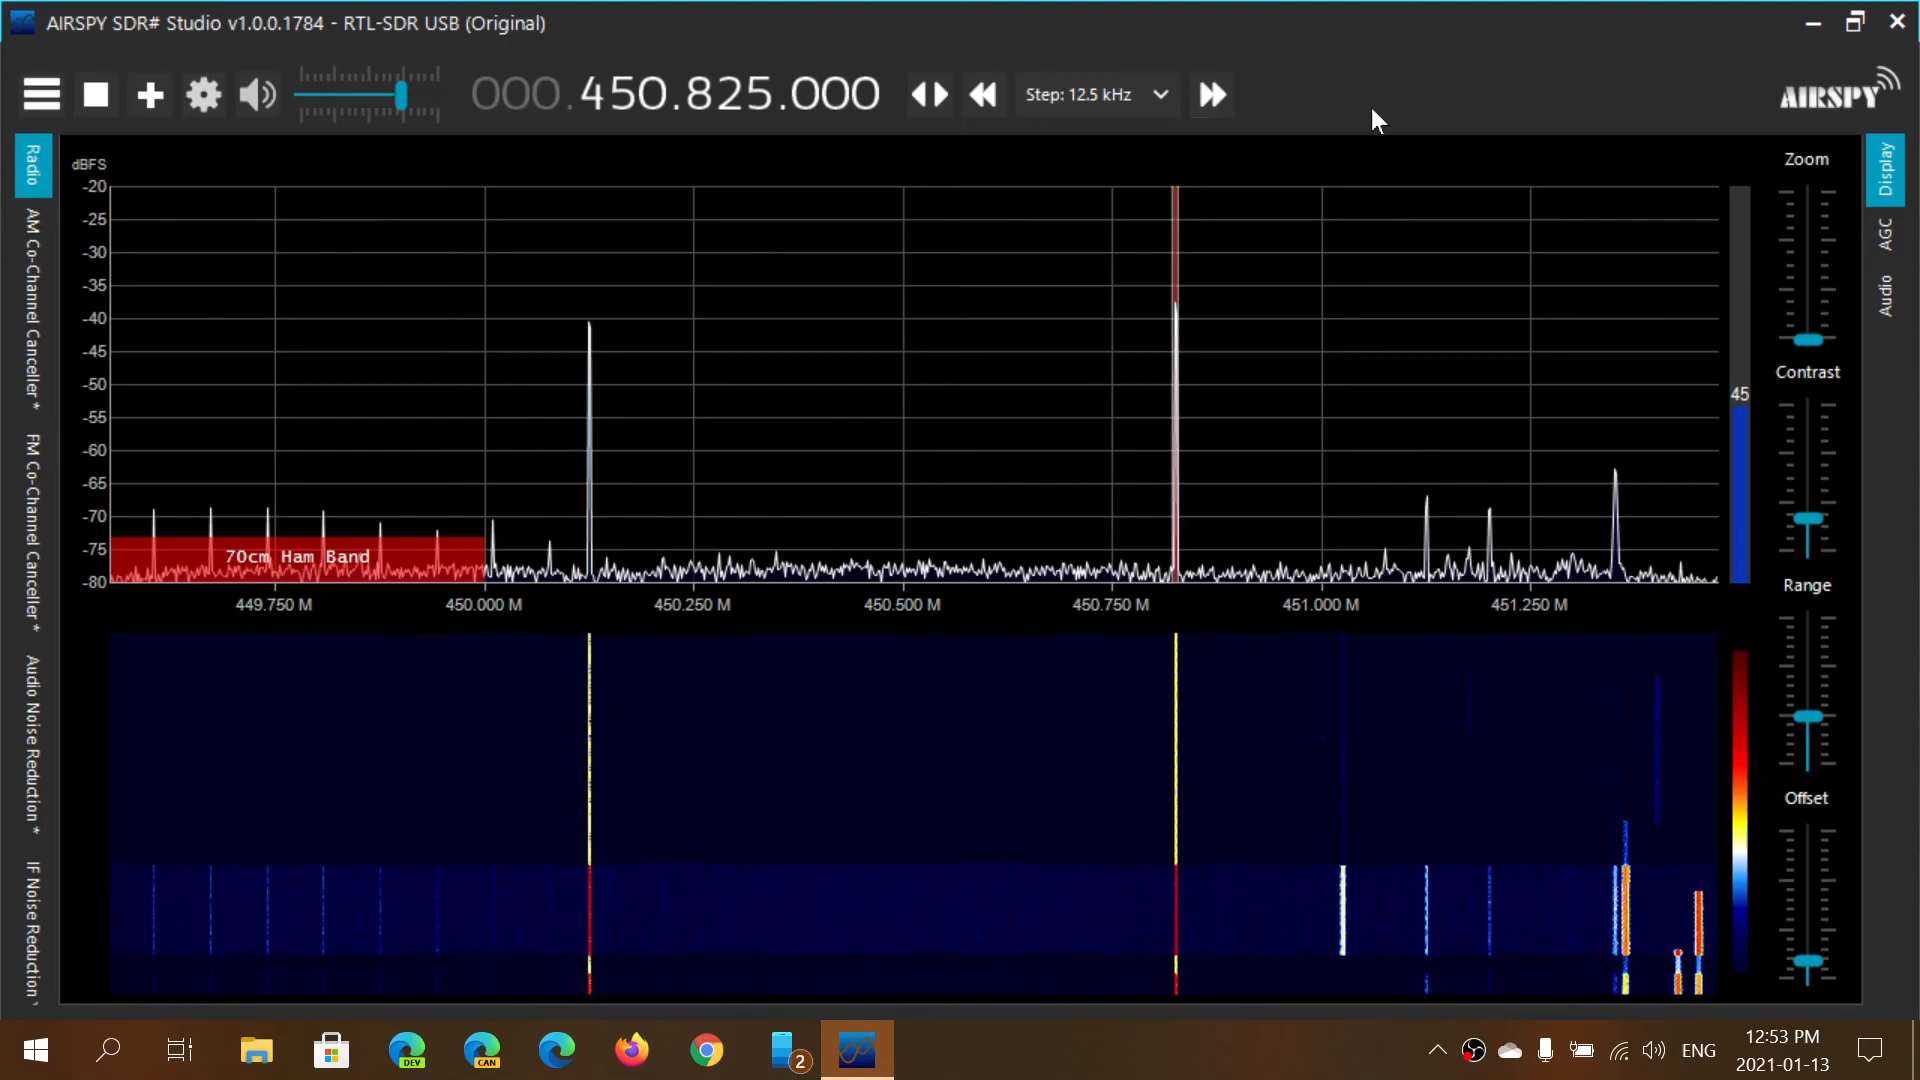 AIRSPY SDR# Studio v1.0.0.1784 - RTL-SDR USB (Original)
000.450.825.000
Step: 12.5 kHz
AIRSPY
Radio
AM Co-Channel Canceller *
FM Co-Channel Canceller *
Audio Noise Reduction *
IF Noise Reduction
dBFS
-20
-25
-30
-35
-40
-45
-50
-55
-60
-65
-70
-75
-80
70cm Ham Band
449.750 M
450.000 M
450.250 M
450.500 M
450.750 M
451.000 M
451.250 M
45
Zoom
Contrast
Range
Offset
Display
AGC
Audio
DEV
CAN
2
ENG
12:53 PM
2021-01-13